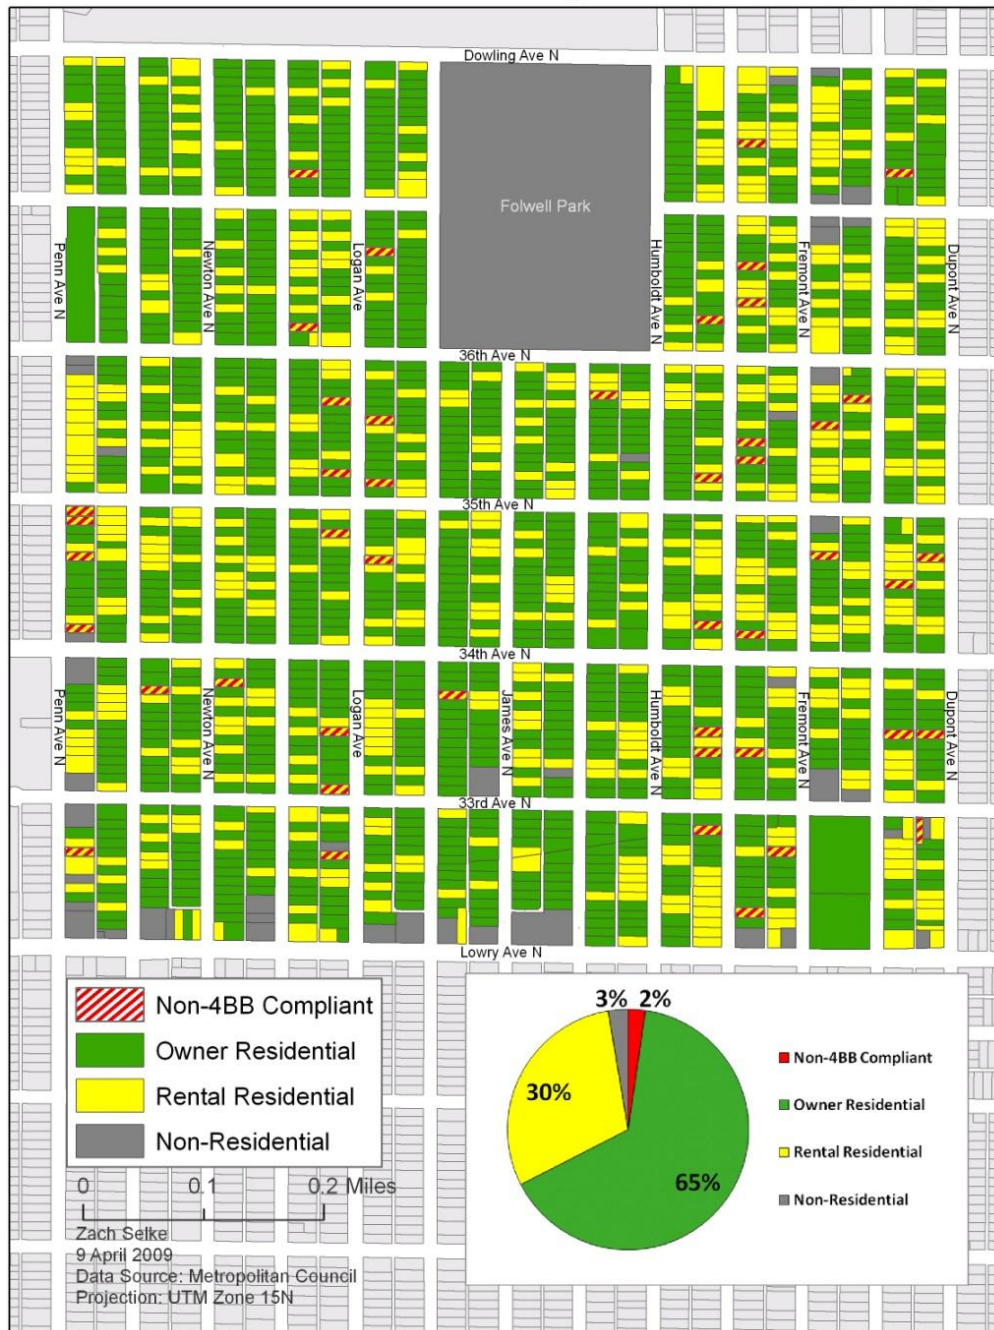 Dowling Ave N
Folwell Park
Penn Ave N
Newton Ave N
Logan Ave
Humboldt Ave N
Fremont Ave N
Dupont Ave N
36th Ave N
35th Ave N
34th Ave N
Penn Ave N
Newton Ave N
Logan Ave
James Ave N
Humboldt Ave N
Fremont Ave N
Dupont Ave N
33rd Ave N
Lowry Ave N
Non-4BB Compliant
Owner Residential
Rental Residential
Non-Residential
0 0.1 0.2 Miles
Zach Selke
9 April 2009
Data Source: Metropolitan Council
Projection: UTM Zone 15N
3% 2%
30%
65%
Non-4BB Compliant
Owner Residential
Rental Residential
Non-Residential